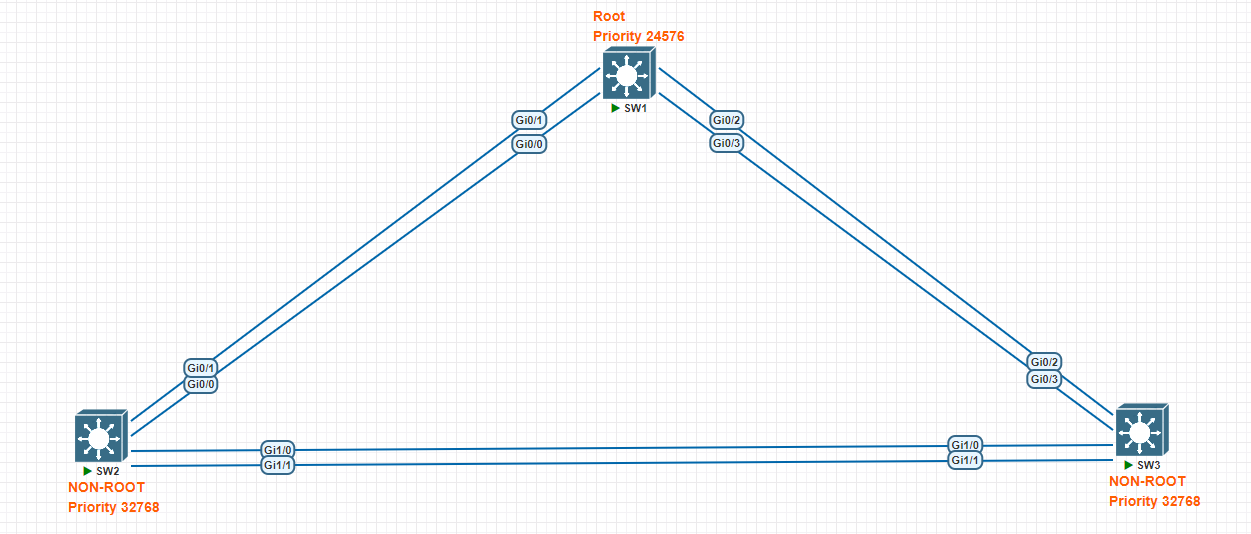 Root
Priority 24576
SW1
Gi0/1
Gi0/2
Gi0/0
Gi0/3
Gi0/1
Gi0/0
Gi0/2
Gi0/3
Gi1/0
Gi1/1
Gi1/0
Gi1/1
SW2
NON-ROOT
Priority 32768
SW3
NON-ROOT
Priority 32768